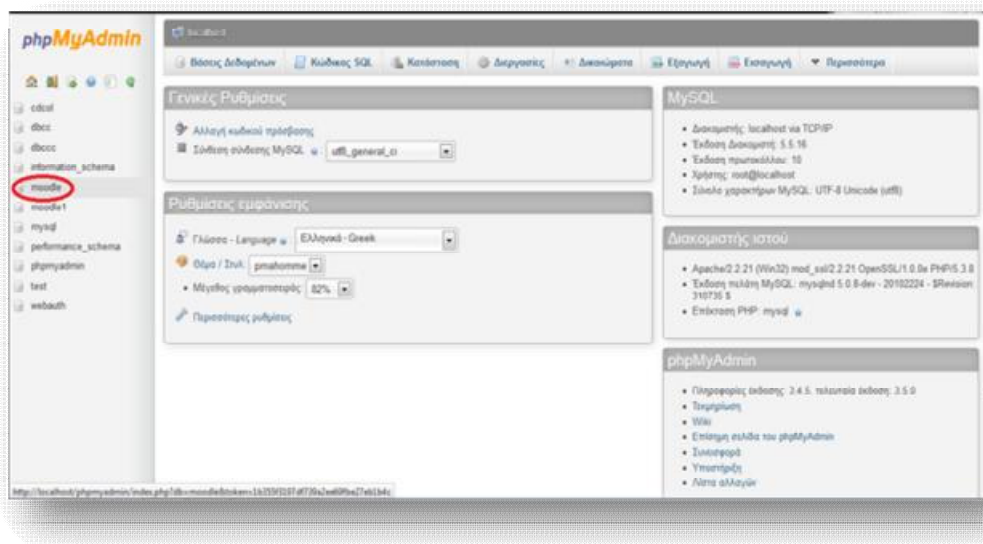 phpMyAdmin
localhost
Βάσεις Δεδομένων Κώδικας SQL Κατάσταση Διεργασίες Δικαιώματα Εξαγωγή Εισαγωγή Περισσότερα
cdcol
dbcc
dbccc
information_schema
moodle
moodle1
mysql
performance_schema
phpmyadmin
test
webauth
Γενικές Ρυθμίσεις
Αλλαγή κωδικού πρόσβασης
Σύνθεση σύνδεσης MySQL : utf8_general_ci
Ρυθμίσεις εμφάνισης
Γλώσσα - Language : Ελληνικά - Greek
Θέμα / Στυλ: pmahomme
Μέγεθος γραμματοσειράς: 82%
Περισσότερες ρυθμίσεις
MySQL
Διακομιστής: localhost via TCP/IP
Έκδοση Διακομιστή: 5.5.16
Έκδοση πρωτοκόλλου: 10
Χρήστης: root@localhost
Σύνολο χαρακτήρων MySQL: UTF-8 Unicode (utf8)
Διακομιστής ιστού
Apache/2.2.21 (Win32) mod_ssl/2.2.21 OpenSSL/1.0.0e PHP/5.3.8
Έκδοση πελάτη MySQL: mysqlnd 5.0.8-dev - 20102224 - $Revision:
310735 $
Επέκταση PHP: mysql
phpMyAdmin
Πληροφορίες έκδοσης: 3.4.5, τελευταία έκδοση: 3.5.0
Τεκμηρίωση
Wiki
Επίσημη σελίδα του phpMyAdmin
Συνεισφορά
Υποστήριξη
Λίστα αλλαγών